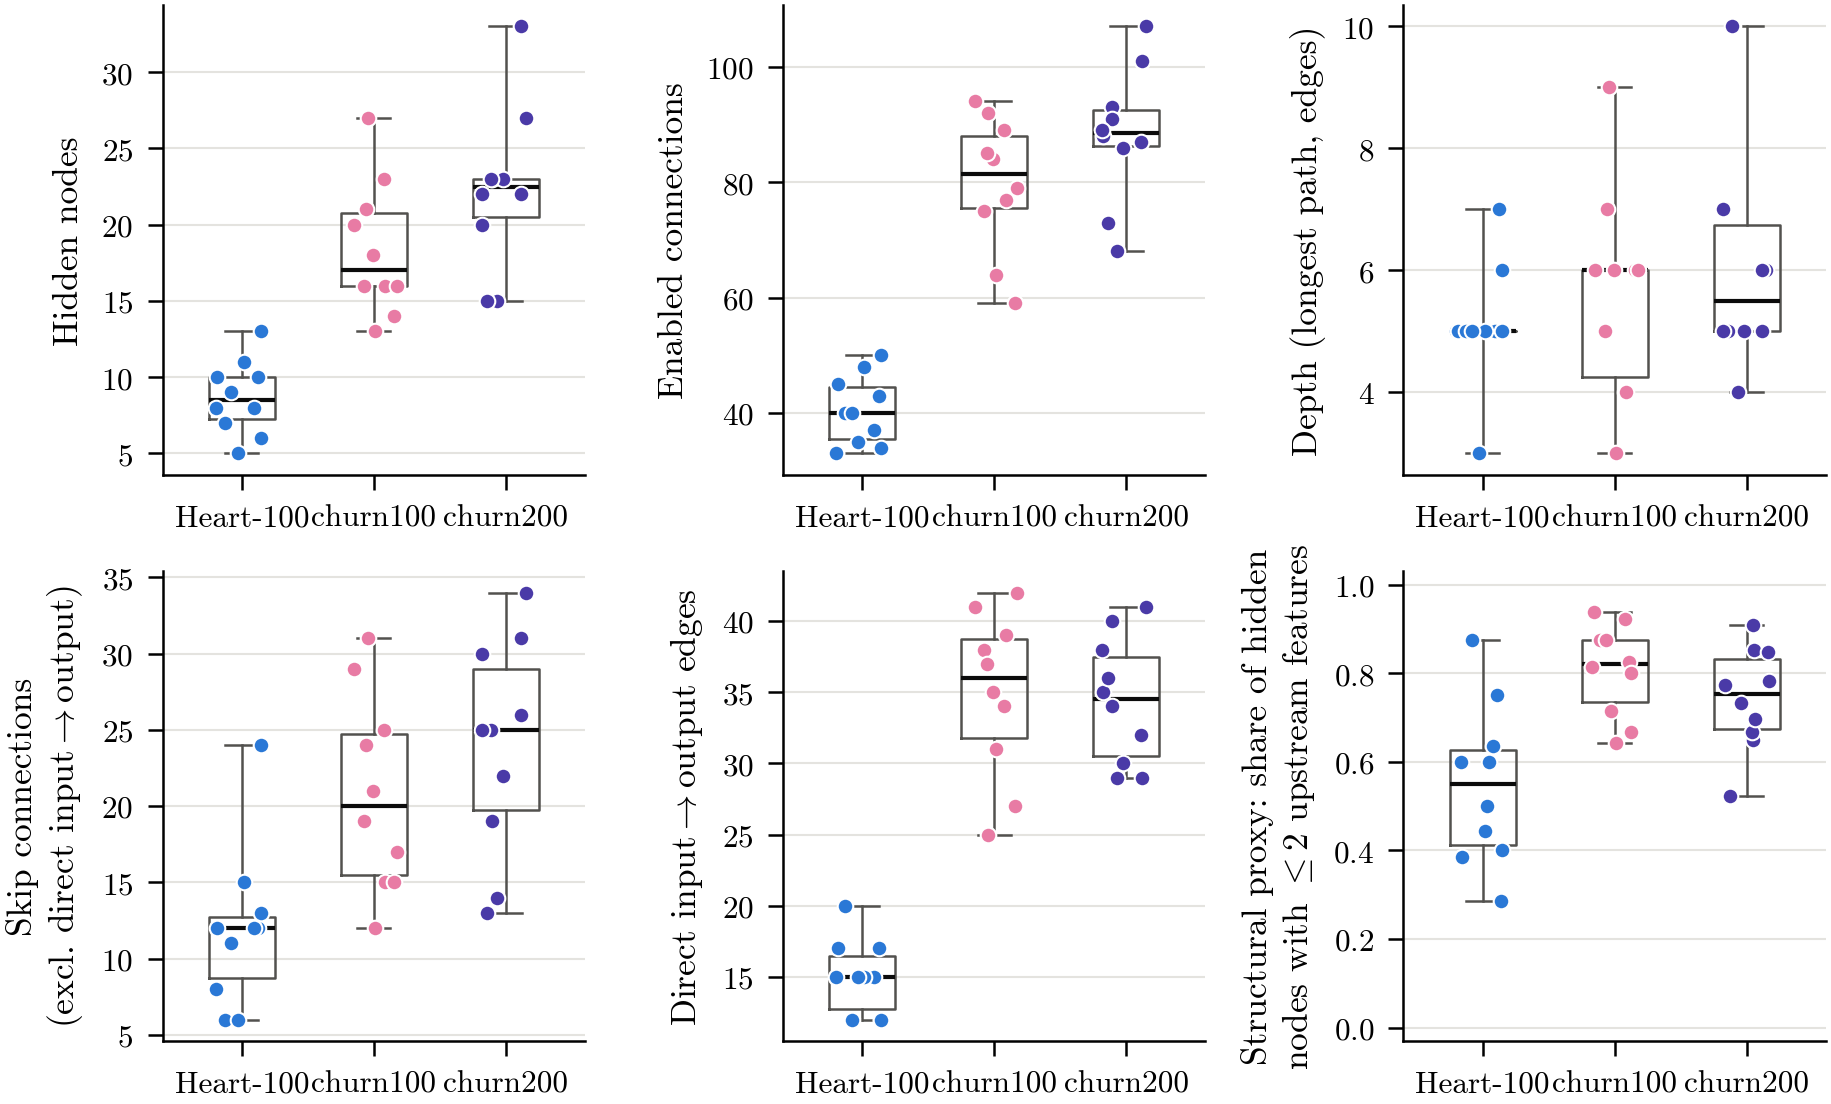 Hidden nodes
30
25
20
15
10
5
Heart-100 churn100 churn200
Enabled connections
100
80
60
40
Heart-100 churn100 churn200
Depth (longest path, edges)
10
8
6
4
Heart-100 churn100 churn200
Skip connections
(excl. direct input→output)
35
30
25
20
15
10
5
Heart-100 churn100 churn200
Direct input→output edges
40
35
30
25
20
15
Heart-100 churn100 churn200
Structural proxy: share of hidden
nodes with ≤2 upstream features
1.0
0.8
0.6
0.4
0.2
0.0
Heart-100 churn100 churn200